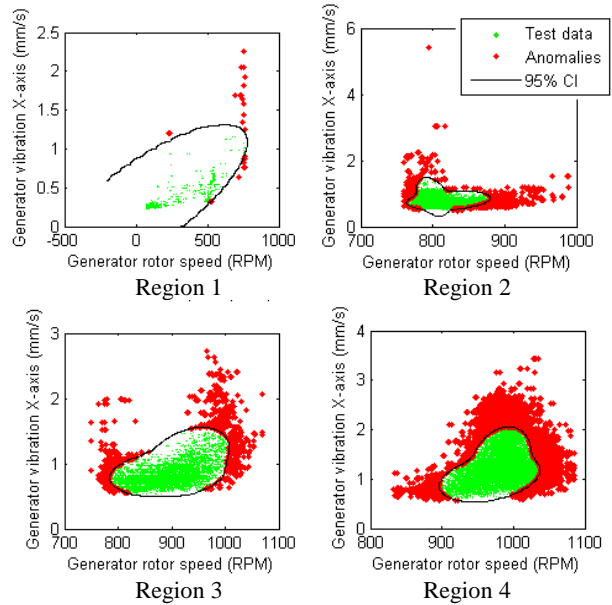 Generator vibration X-axis (mm/s)
2.5
2
1.5
1
0.5
0
-500
0
500
1000
Generator rotor speed (RPM)
Region 1
Generator vibration X-axis (mm/s)
6
4
2
0
700
800
900
1000
Generator rotor speed (RPM)
Region 2
Test data
Anomalies
95% CI
Generator vibration X-axis (mm/s)
3
2
1
0
700
800
900
1000
1100
Generator rotor speed (RPM)
Region 3
Generator vibration X-axis (mm/s)
4
3
2
1
0
800
900
1000
1100
Generator rotor speed (RPM)
Region 4